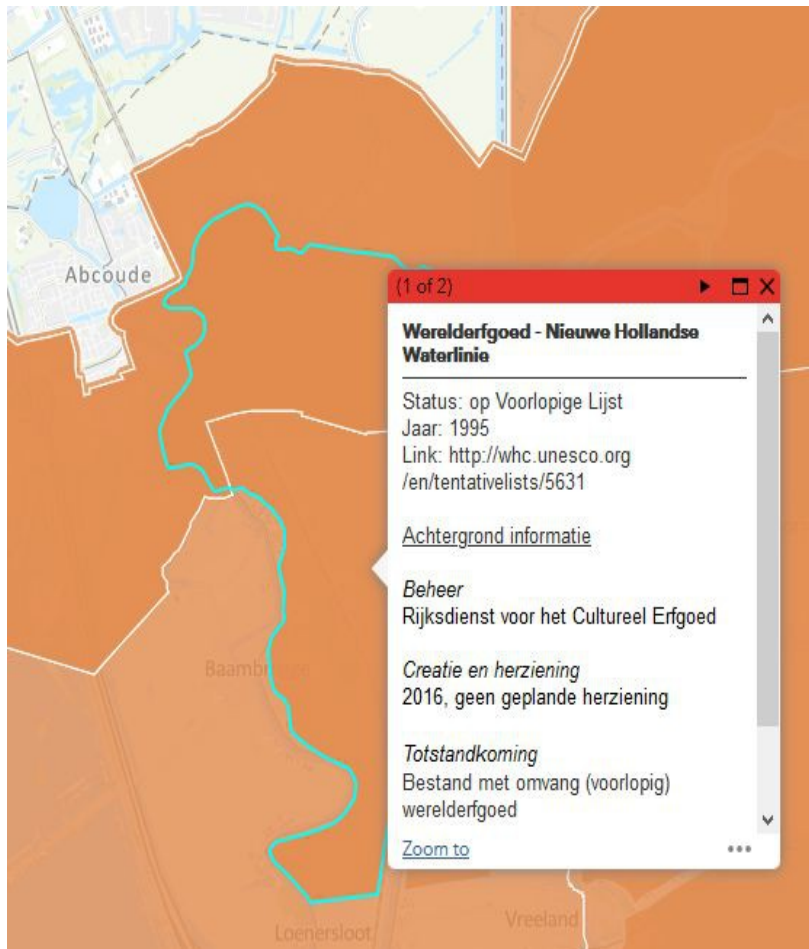 Abcoude
(1 of 2)
Werelderfgoed - Nieuwe Hollandse
Waterlinie
Status: op Voorlopige Lijst
Jaar: 1995
Link: http://whc.unesco.org
/en/tentativelists/5631
Achtergrond informatie
Beheer
Rijksdienst voor het Cultureel Erfgoed
Creatie en herziening
2016, geen geplande herziening
Totstandkoming
Bestand met omvang (voorlopig)
werelderfgoed
Zoom to
Baambrugge
Loenersloot
Vreeland